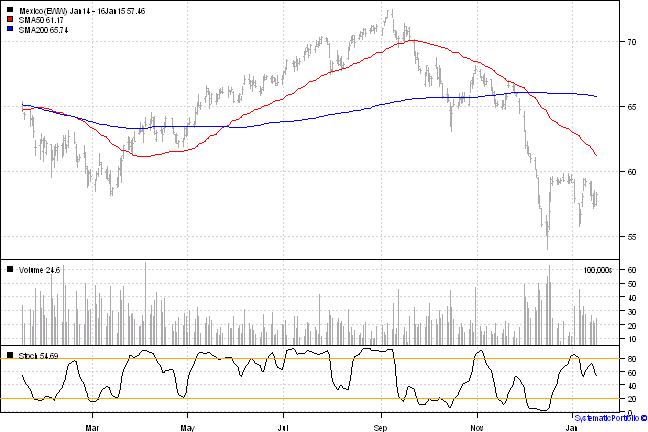 Mexico(EWW) Jan14 - 16Jan15 57.46
SMA50 61.17
SMA200 65.74
70
65
60
55
Volume 24.6
100,000s
60
50
40
30
20
10
Stoch 54.69
80
60
40
20
0
Mar May Jul Sep Nov Jan
SystematicPortfolio ©